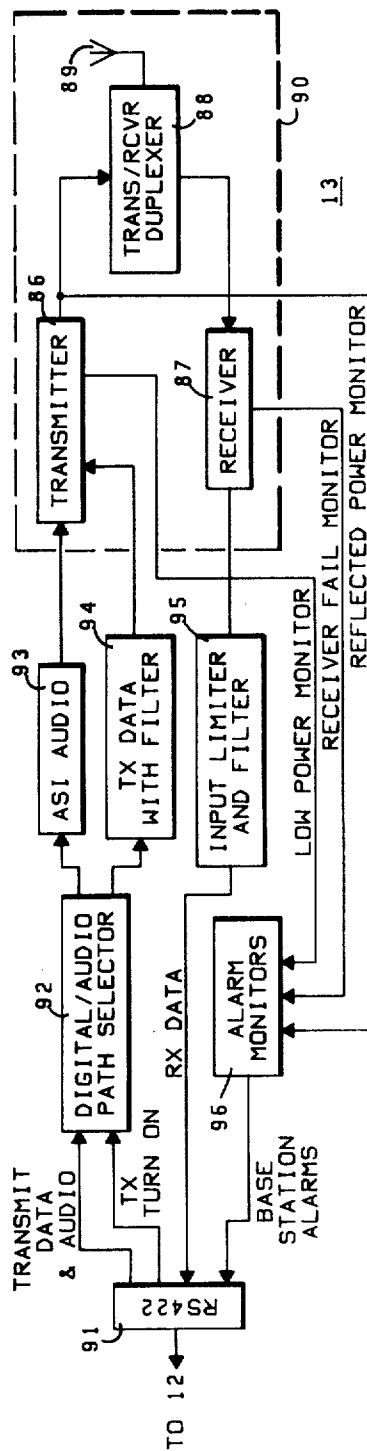 TO 12
91
RS422
TRANSMIT
DATA
&
AUDIO
TX
TURN ON
RX DATA
BASE
STATION
ALARMS
92
DIGITAL/AUDIO
PATH SELECTOR
96
ALARM
MONITORS
93
ASI AUDIO
94
TX DATA
WITH FILTER
95
INPUT LIMITER
AND FILTER
LOW POWER MONITOR
RECEIVER FAIL MONITOR
REFLECTED POWER MONITOR
86
TRANSMITTER
87
RECEIVER
89
TRANS/RCVR
DUPLEXER
88
90
13